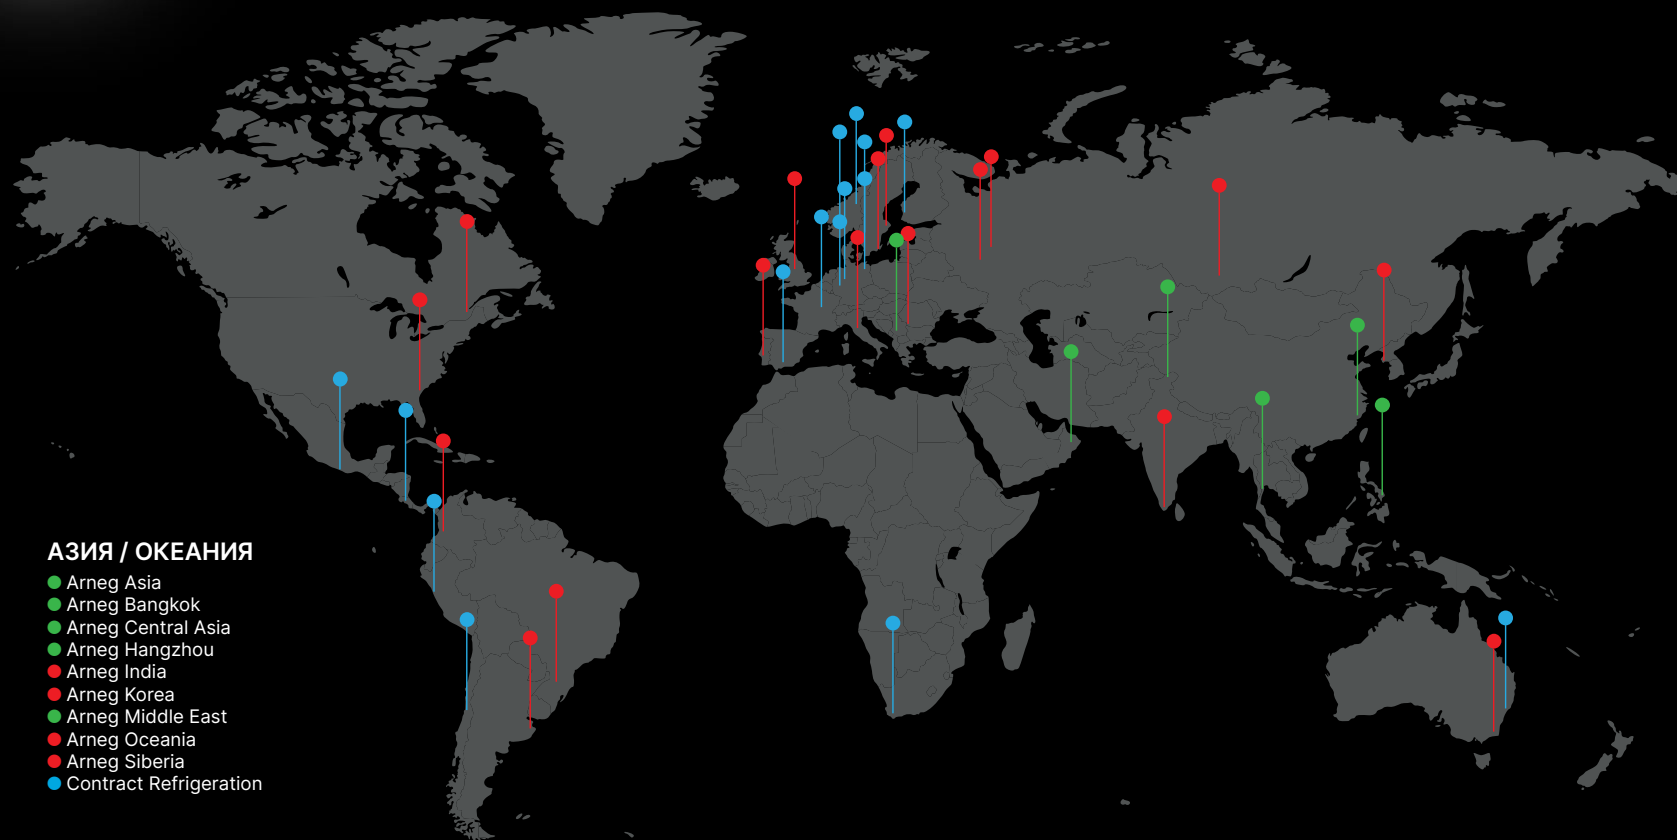 АЗИЯ / ОКЕАНИЯ
Arneg Asia
Arneg Bangkok
Arneg Central Asia
Arneg Hangzhou
Arneg India
Arneg Korea
Arneg Middle East
Arneg Oceania
Arneg Siberia
Contract Refrigeration